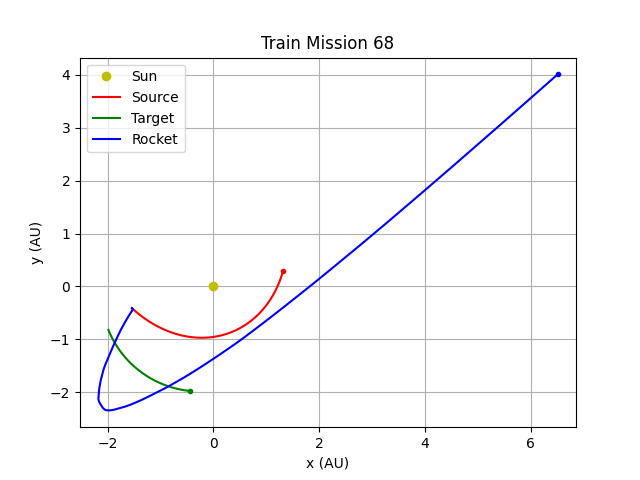 Train Mission 68
Sun
Source
Target
Rocket
4
3
2
1
0
−1
−2
y (AU)
−2
0
2
4
6
x (AU)